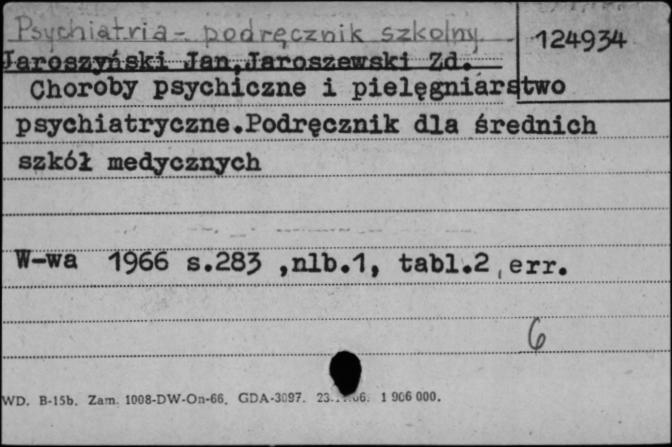 Psychiatria - podręcznik szkolny
124934
Jaroszyński Jan,Jaroszewski Zd.
Choroby psychiczne i pielęgniarstwo
psychiatryczne.Podręcznik dla średnich
szkół medycznych
W-wa 1966 s.283 ,nlb.1, tabl.2, err.
6
WD. B-15b. Zam. 1008-DW-On-66. GDA-3097. 1 906 000.